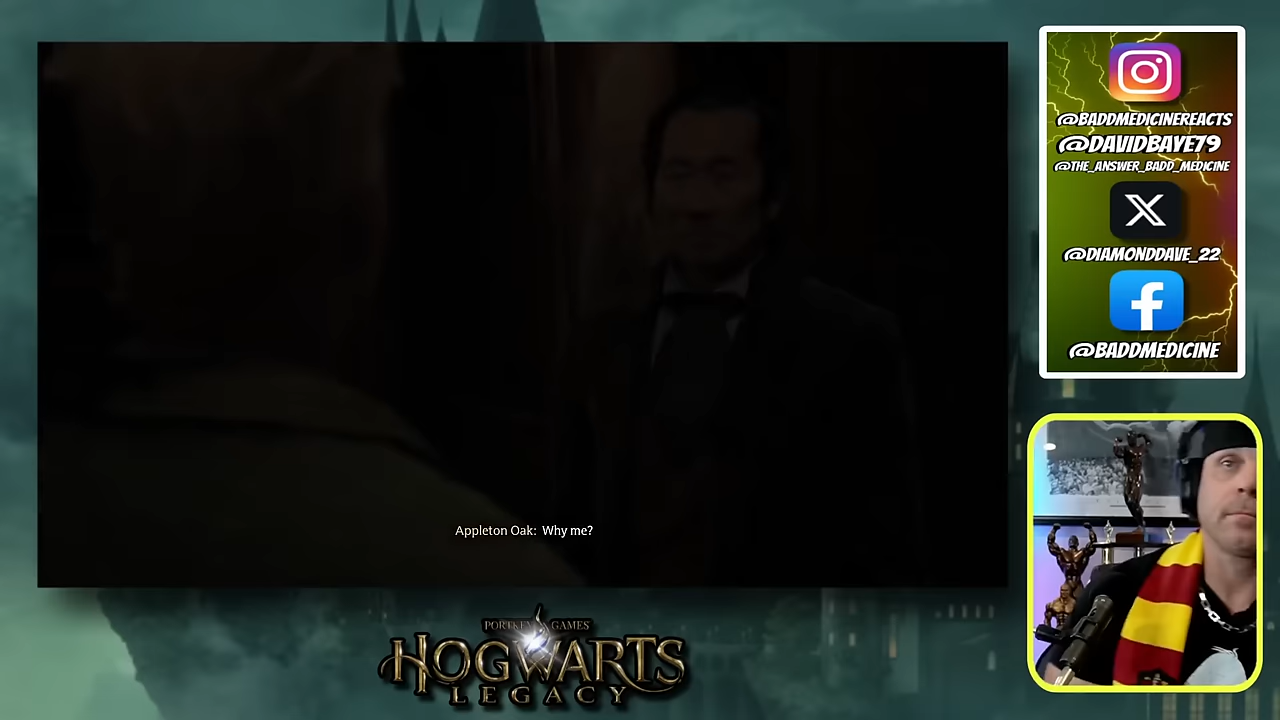 Appleton Oak: Why me?
PORTKEY GAMES
HOGWARTS
LEGACY
@BADDMEDICINEREACTS
@DAVIDBAYE79
@THE_ANSWER_BADD_MEDICINE
@DIAMONDDAVE_22
@BADDMEDICINE